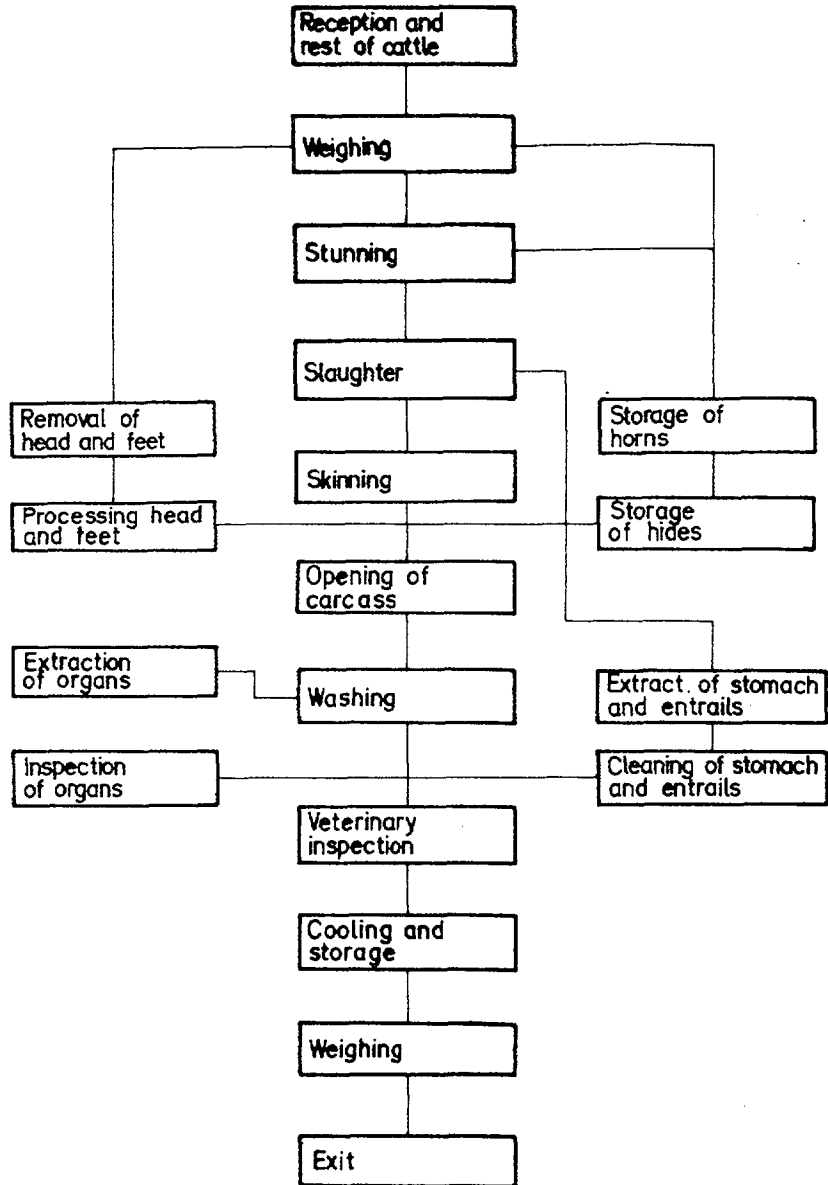 Reception and
rest of cattle
Weighing
Stunning
Slaughter
Removal of
head and feet
Storage of
horns
Skinning
Processing head
and feet
Storage
of hides
Opening of
carcass
Extraction
of organs
Washing
Extract. of stomach
and entrails
Inspection
of organs
Cleaning of stomach
and entrails
Veterinary
inspection
Cooling and
storage
Weighing
Exit